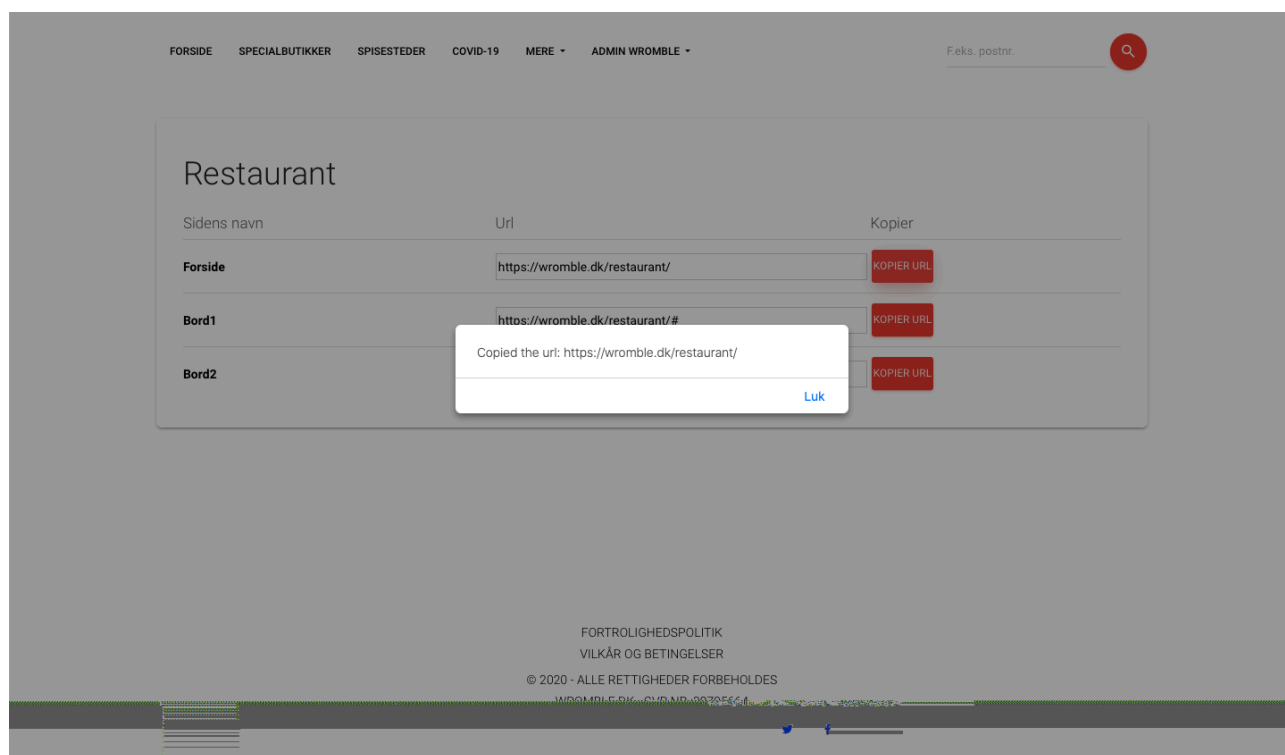 FORSIDE SPECIALBUTIKKER SPISESTEDER COVID-19 MERE ADMIN WROMBLE F.eks. postnr.
Restaurant
Sidens navn Url Kopier
Forside https://wromble.dk/restaurant/ KOPIER URL
Bord1 https://wromble.dk/restaurant/# KOPIER URL
Copied the url: https://wromble.dk/restaurant/
Bord2 KOPIER URL
Luk
FORTROLIGHEDSPOLITIK
VILKÅR OG BETINGELSER
© 2020 - ALLE RETTIGHEDER FORBEHOLDES